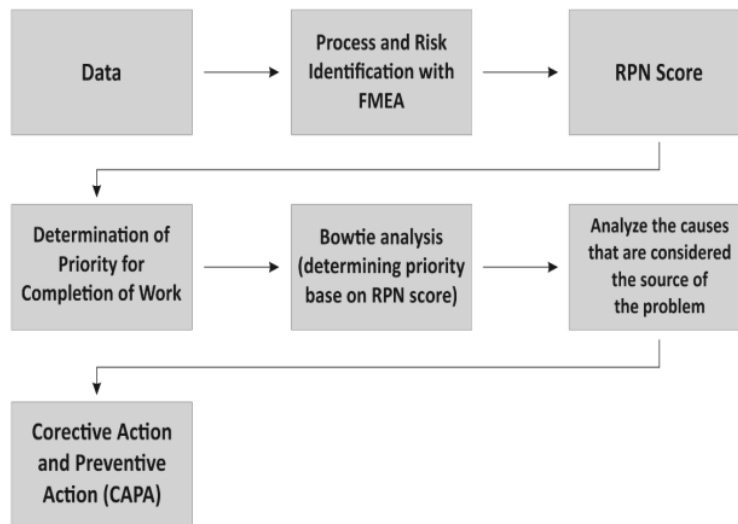 Data
Process and Risk
Identification with
FMEA
RPN Score
Determination of
Priority for
Completion of Work
Bowtie analysis
(determining priority
base on RPN score)
Analyze the causes
that are considered
the source of
the problem
Corective Action
and Preventive
Action (CAPA)